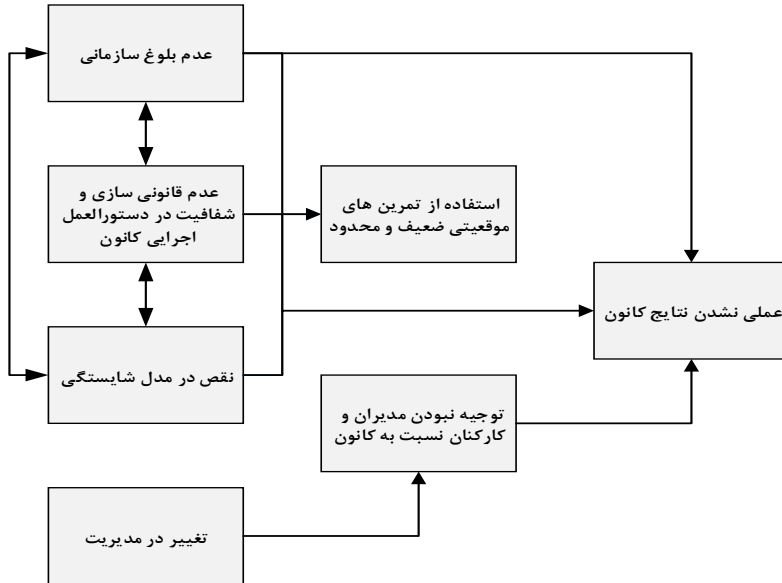 عدم بلوغ سازمانی
عدم قانونی سازی و
شفافیت در دستورالعمل
اجرایی کانون
استفاده از تمرین های
موقعیتی ضعیف و محدود
عملی نشدن نتایج کانون
نقص در مدل شایستگی
توجیه نبودن مدیران و
کارکنان نسبت به کانون
تغییر در مدیریت